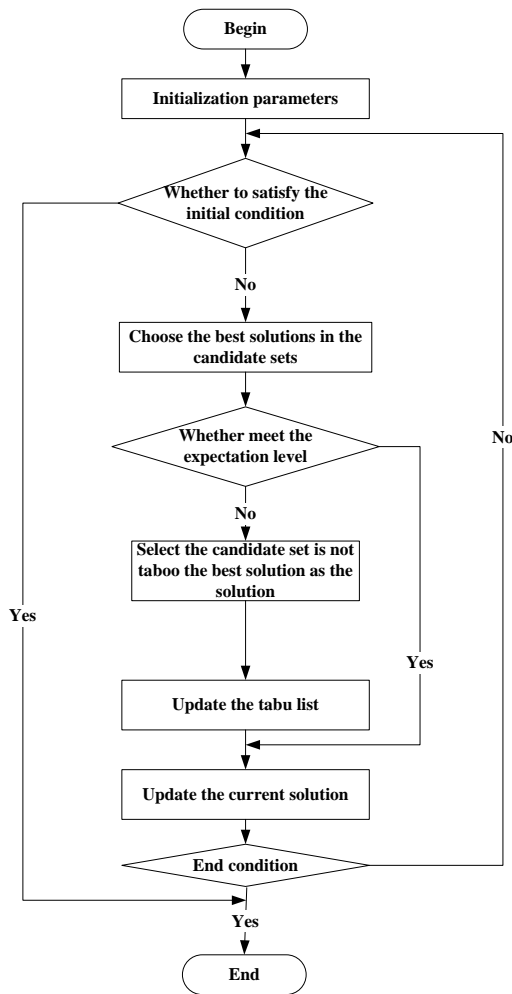 Begin
Initialization parameters
Whether to satisfy the
initial condition
No
Choose the best solutions in the
candidate sets
Whether meet the
expectation level
No
No
Select the candidate set is not
taboo the best solution as the
solution
Yes
Yes
Update the tabu list
Update the current solution
End condition
Yes
End